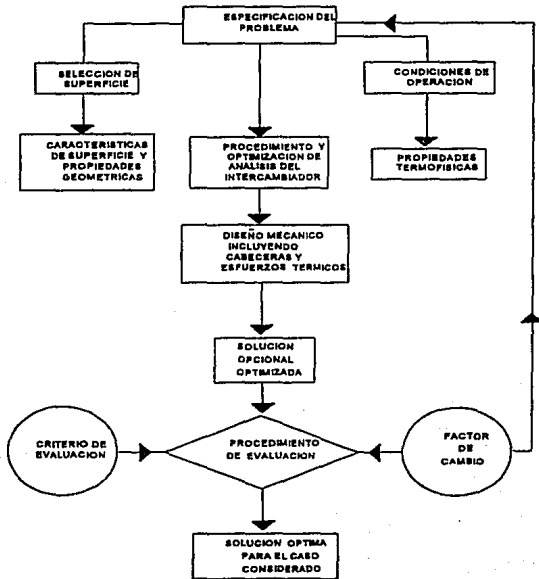 ESPECIFICACION DEL
PROBLEMA
SELECCION DE
SUPERFICIE
CONDICIONES DE
OPERACION
CARACTERISTICAS
DE SUPERFICIE Y
PROPIEDADES
GEOMETRICAS
PROCEDIMIENTO Y
OPTIMIZACION DE
ANALISIS DEL
INTERCAMBIADOR
PROPIEDADES
TERMOFISICAS
DISEÑO MECANICO
INCLUYENDO
CABECERAS Y
ESFUERZOS TERMICOS
SOLUCION
OPCIONAL
OPTIMIZADA
CRITERIO DE
EVALUACION
PROCEDIMIENTO
DE EVALUACION
FACTOR
DE
CAMBIO
SOLUCION OPTIMA
PARA EL CASO
CONSIDERADO